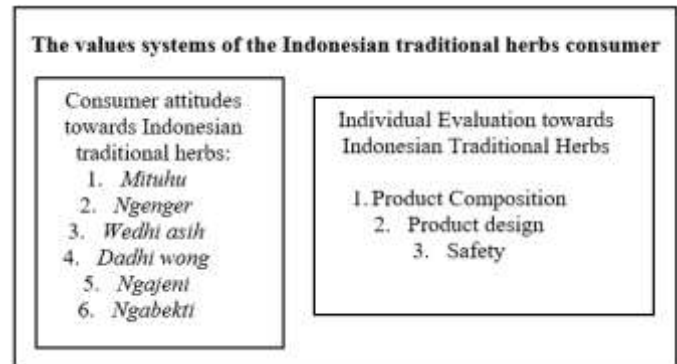 The values systems of the Indonesian traditional herbs consumer
Consumer attitudes
towards Indonesian
traditional herbs:
1. Mituhu
2. Ngenger
3. Wedhi asih
4. Dadhi wong
5. Ngajeni
6. Ngabekti
Individual Evaluation towards
Indonesian Traditional Herbs
1. Product Composition
2. Product design
3. Safety